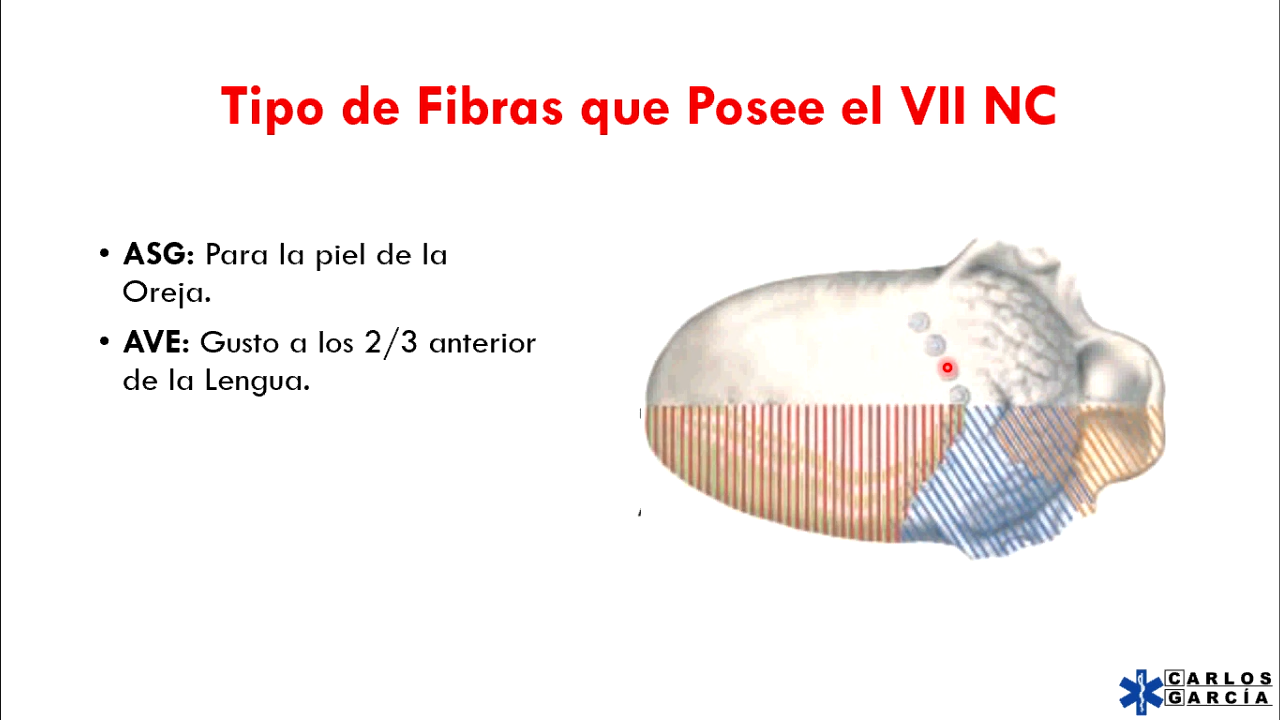 Tipo de Fibras que Posee el VII NC
• ASG: Para la piel de la
Oreja.
• AVE: Gusto a los 2/3 anterior
de la Lengua.
CARLOS
GARCÍA